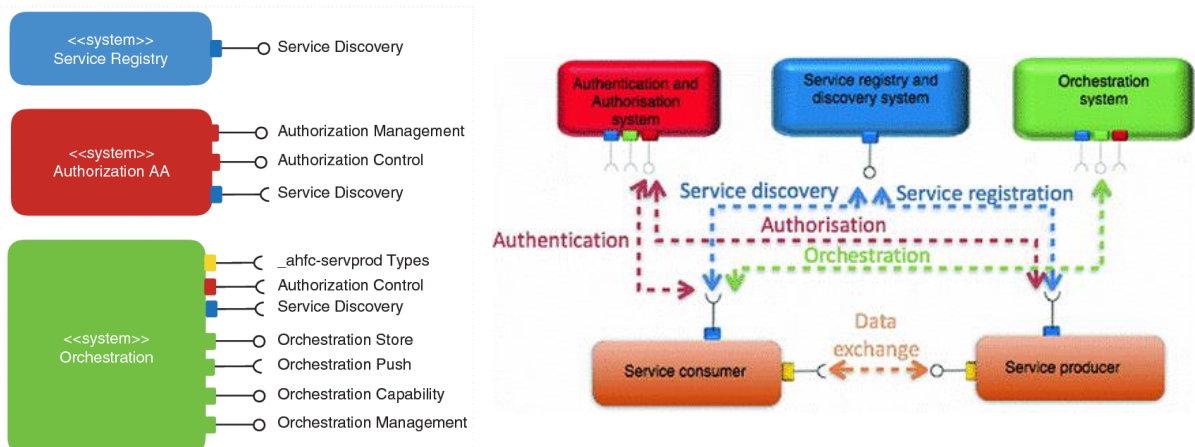 <<system>>
Service Registry
Service Discovery
<<system>>
Authorization AA
Authorization Management
Authorization Control
Service Discovery
<<system>>
Orchestration
_ahfc-servprod Types
Authorization Control
Service Discovery
Orchestration Store
Orchestration Push
Orchestration Capability
Orchestration Management
Authentication and
Authorisation
system
Service registry and
discovery system
Orchestration
system
Service discovery
Service registration
Authorisation
Authentication
Orchestration
Data
exchange
Service consumer
Service producer